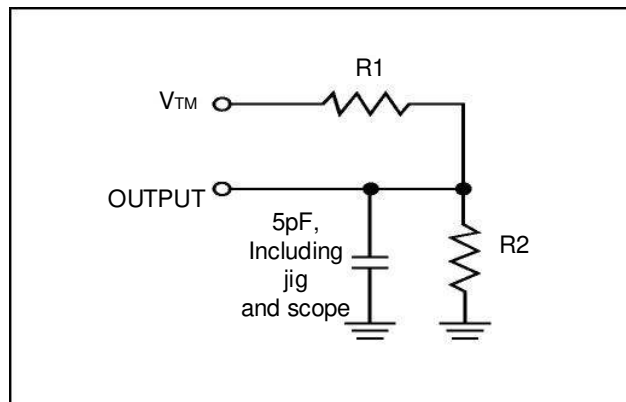 R1
VTM
OUTPUT
5pF,
Including
jig
and scope
R2